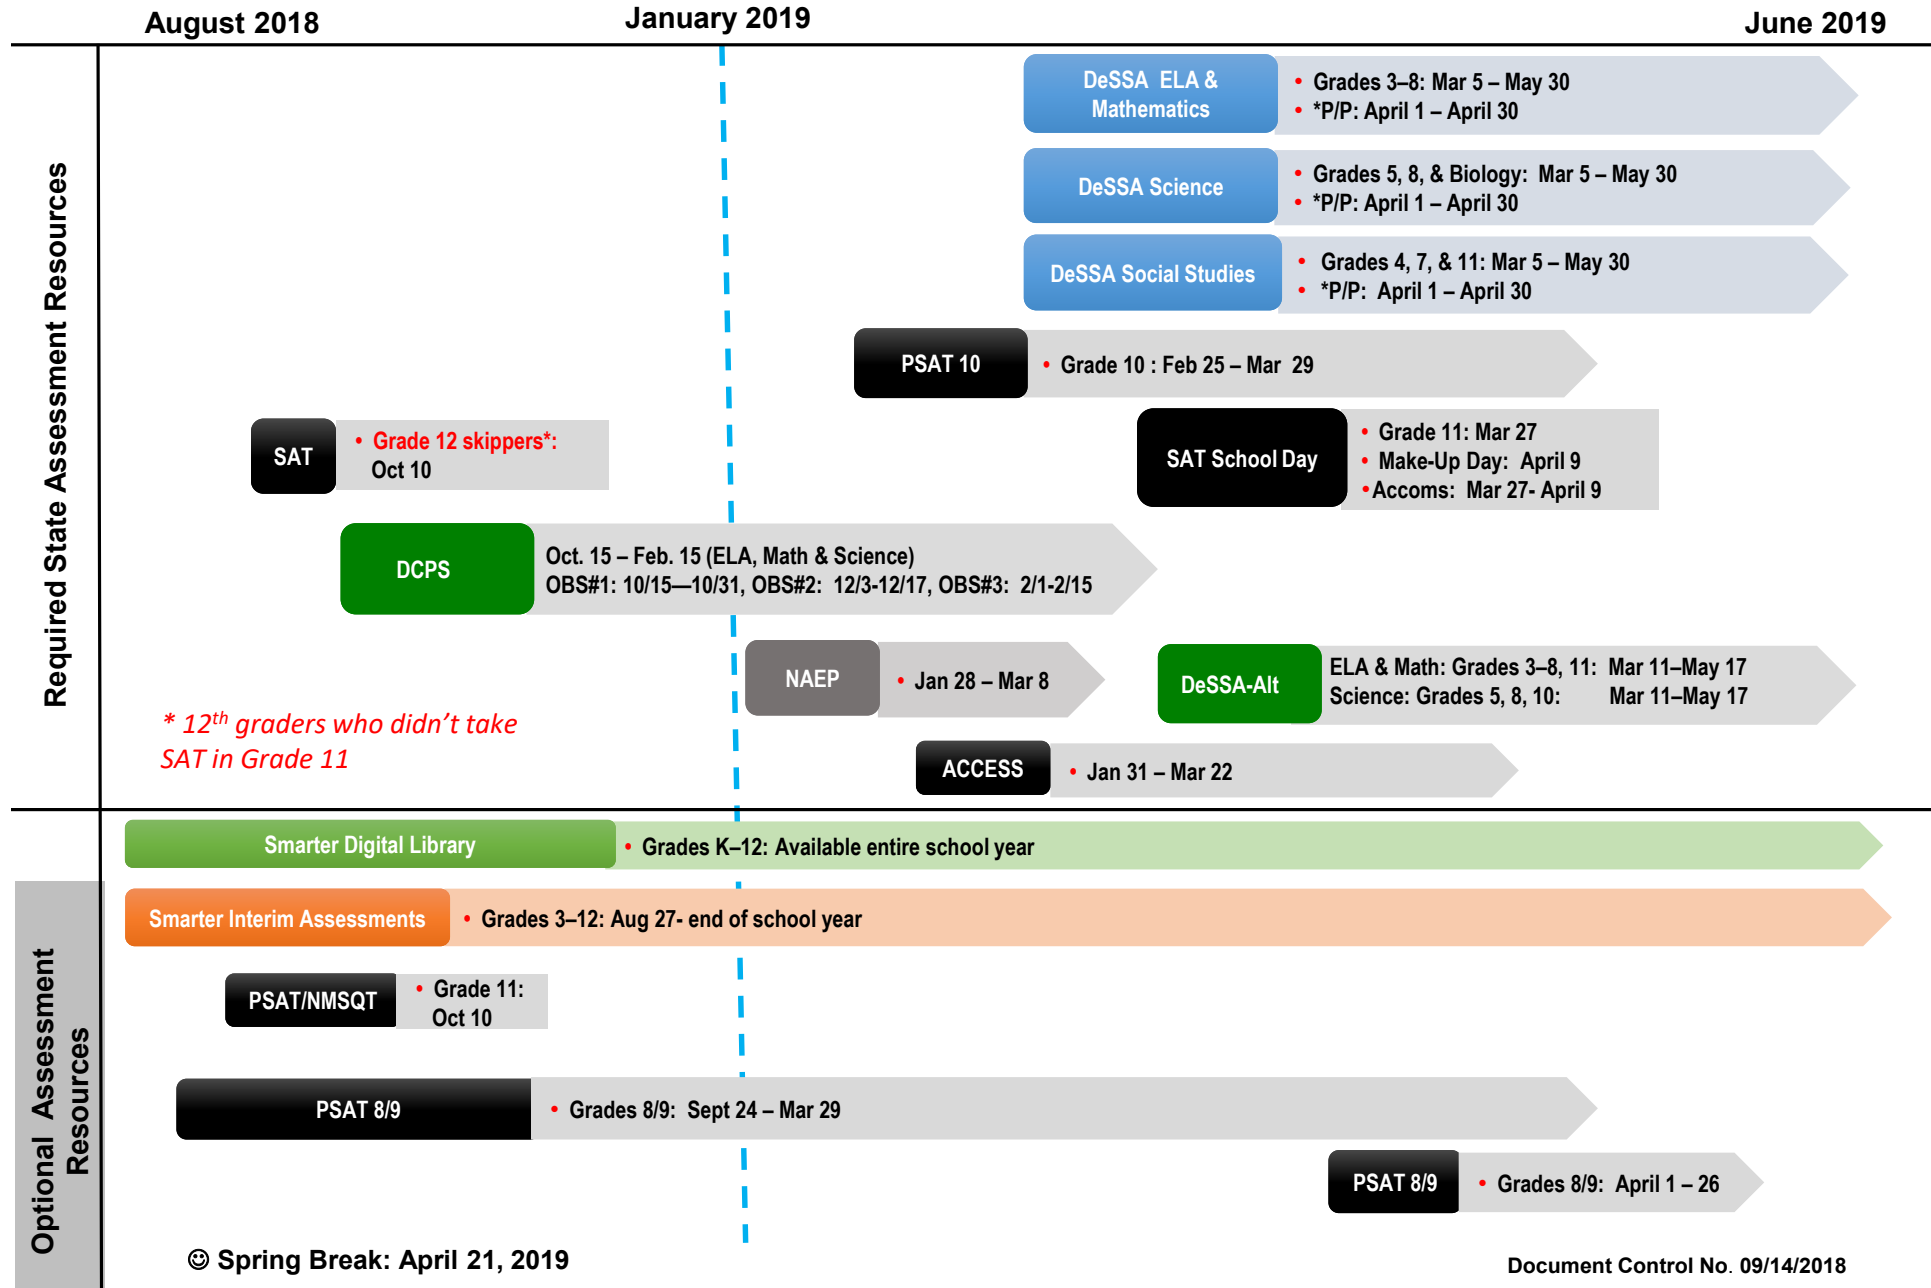 August 2018
January 2019
June 2019
Required State Assessment Resources
DeSSA ELA &
Mathematics
• Grades 3–8: Mar 5 – May 30
• *P/P: April 1 – April 30
DeSSA Science
• Grades 5, 8, & Biology: Mar 5 – May 30
• *P/P: April 1 – April 30
DeSSA Social Studies
• Grades 4, 7, & 11: Mar 5 – May 30
• *P/P: April 1 – April 30
PSAT 10
• Grade 10 : Feb 25 – Mar 29
SAT
• Grade 12 skippers*:
Oct 10
SAT School Day
• Grade 11: Mar 27
• Make-Up Day: April 9
• Accoms: Mar 27- April 9
DCPS
Oct. 15 – Feb. 15 (ELA, Math & Science)
OBS#1: 10/15—10/31, OBS#2: 12/3-12/17, OBS#3: 2/1-2/15
NAEP
• Jan 28 – Mar 8
DeSSA-Alt
ELA & Math: Grades 3–8, 11: Mar 11–May 17
Science: Grades 5, 8, 10: Mar 11–May 17
* 12th graders who didn't take
SAT in Grade 11
ACCESS
• Jan 31 – Mar 22
Optional Assessment
Resources
Smarter Digital Library
• Grades K–12: Available entire school year
Smarter Interim Assessments
• Grades 3–12: Aug 27- end of school year
PSAT/NMSQT
• Grade 11:
Oct 10
PSAT 8/9
• Grades 8/9: Sept 24 – Mar 29
PSAT 8/9
• Grades 8/9: April 1 – 26
☺ Spring Break: April 21, 2019
Document Control No. 09/14/2018